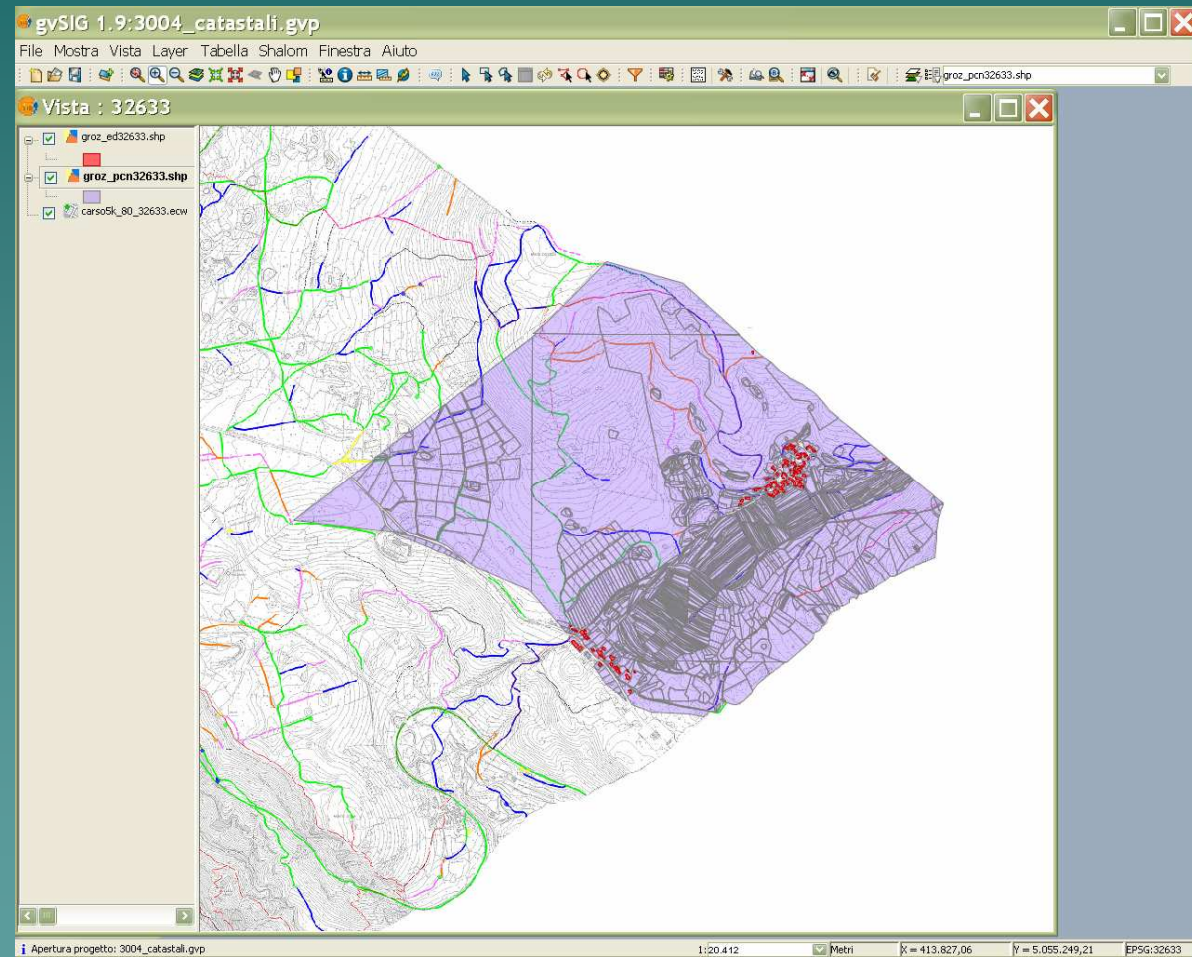 gvSIG 1.9:3004_catastali.gvp
File Mostra Vista Layer Tabella Shalom Finestra Aiuto
groz_pcn32633.shp
Vista : 32633
groz_ed32633.shp
groz_pcn32633.shp
carso5k_80_32633.ecw
Apertura progetto: 3004_catastali.gvp
1:20.412
Metri
X = 413.827,06
Y = 5.055.249,21
EPSG:32633